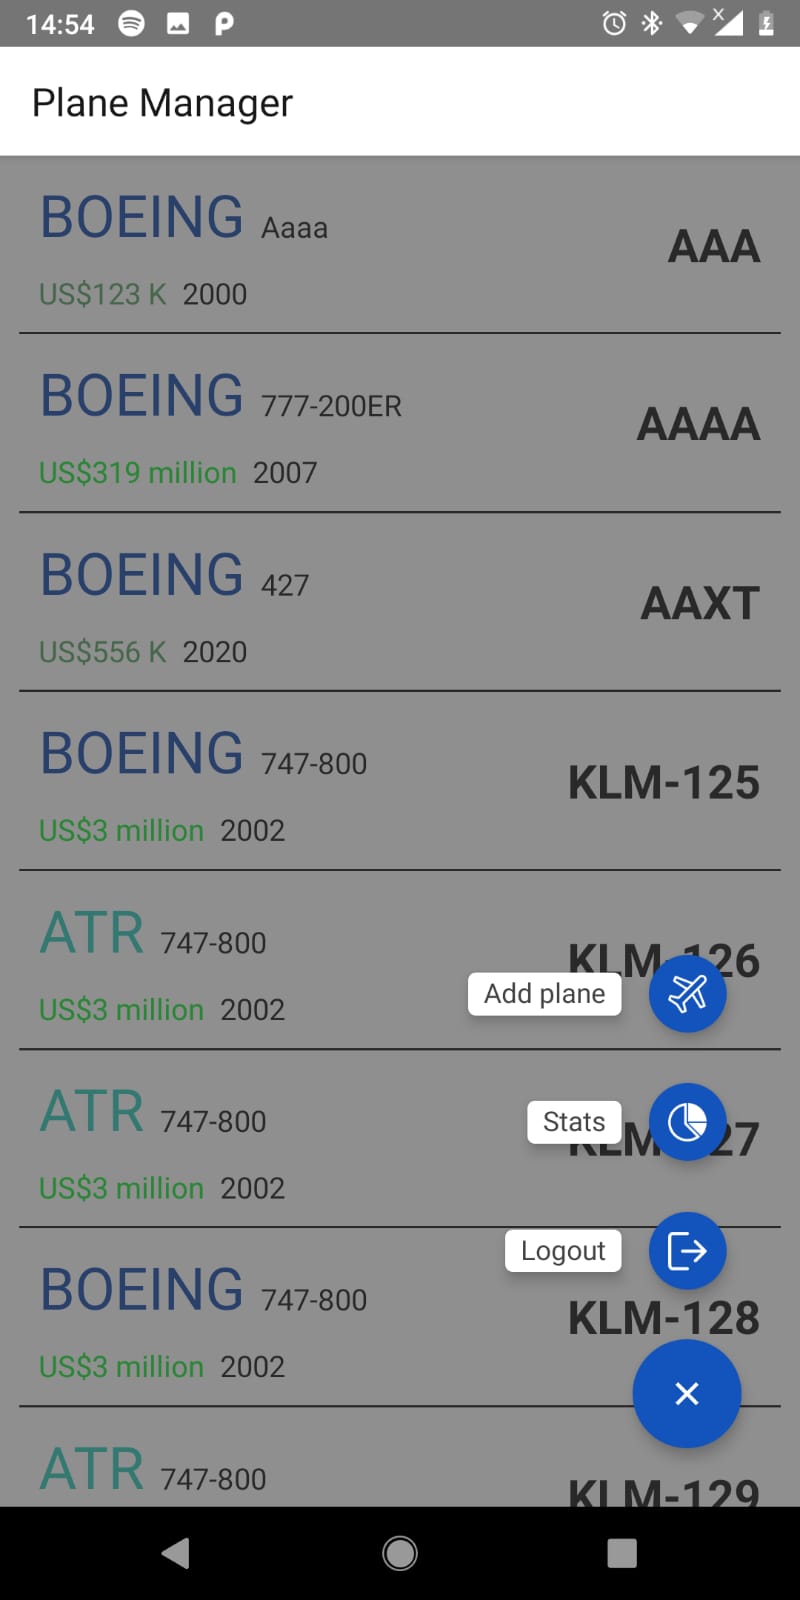 14:54
Plane Manager
BOEING Aaaa
AAA
US$123 K 2000
BOEING 777-200ER
AAAA
US$319 million 2007
BOEING 427
AAXT
US$556 K 2020
BOEING 747-800
KLM-125
US$3 million 2002
ATR 747-800
KLM-126
Add plane
US$3 million 2002
ATR 747-800
Stats
US$3 million 2002
Logout
BOEING 747-800
KLM-128
US$3 million 2002
ATR 747-800
KLM-129